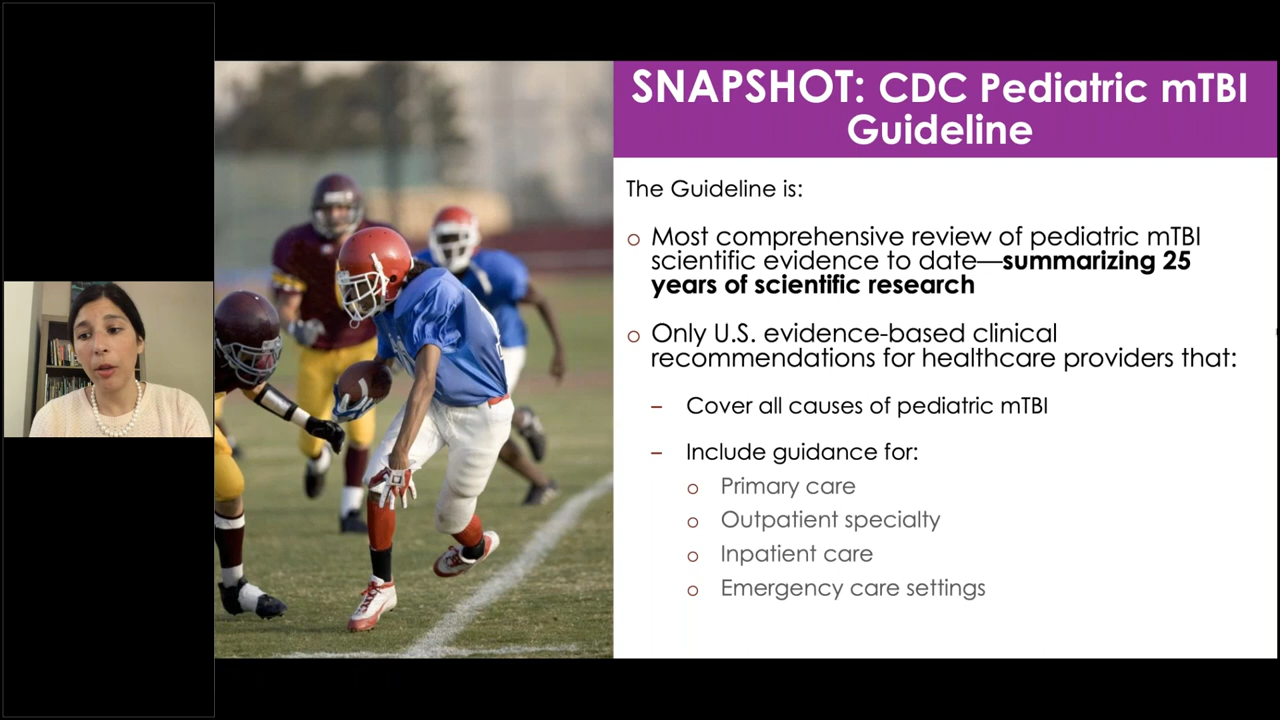 SNAPSHOT: CDC Pediatric mTBI
Guideline
The Guideline is:
o Most comprehensive review of pediatric mTBI
scientific evidence to date—summarizing 25
years of scientific research
o Only U.S. evidence-based clinical
recommendations for healthcare providers that:
– Cover all causes of pediatric mTBI
– Include guidance for:
o Primary care
o Outpatient specialty
o Inpatient care
o Emergency care settings